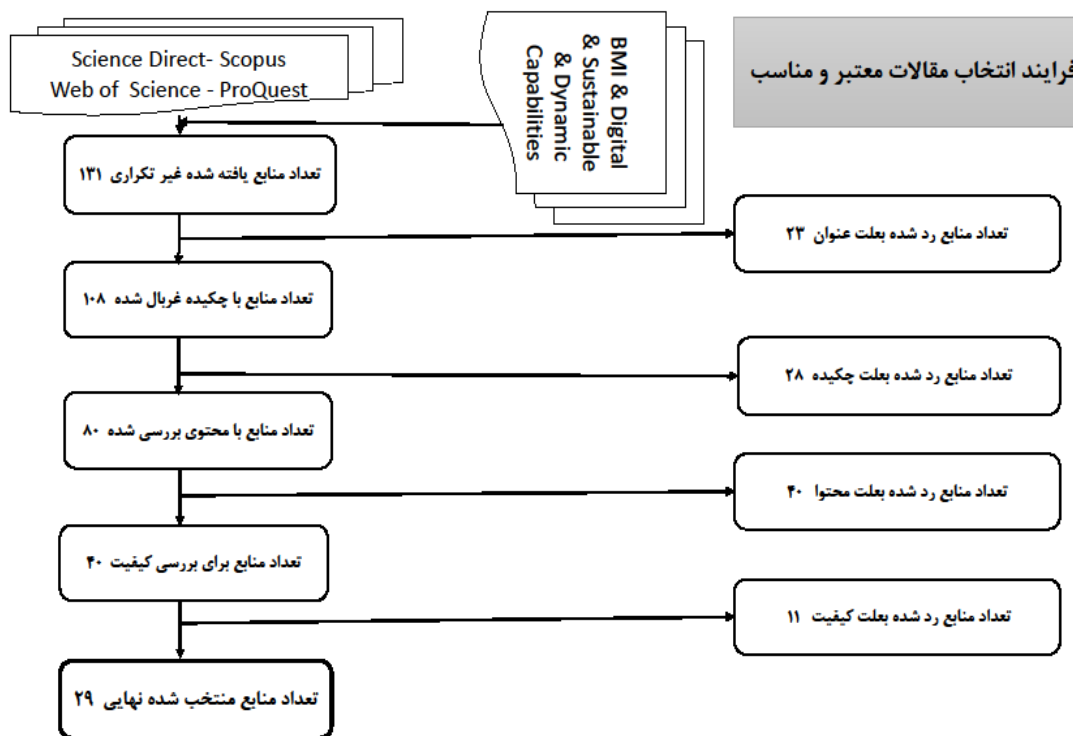 فرایند انتخاب مقالات معتبر و مناسب
Science Direct- Scopus
Web of Science - ProQuest
BMI & Digital
& Sustainable
& Dynamic
Capabilities
تعداد منابع یافته شده غیر تکراری ۱۳۱
تعداد منابع رد شده بعلت عنوان ۲۳
تعداد منابع با چکیده غربال شده ۱۰۸
تعداد منابع رد شده بعلت چکیده ۲۸
تعداد منابع با محتوی بررسی شده ۸۰
تعداد منابع رد شده بعلت محتوا ۴۰
تعداد منابع برای بررسی کیفیت ۴۰
تعداد منابع رد شده بعلت کیفیت ۱۱
تعداد منابع منتخب شده نهایی ۲۹